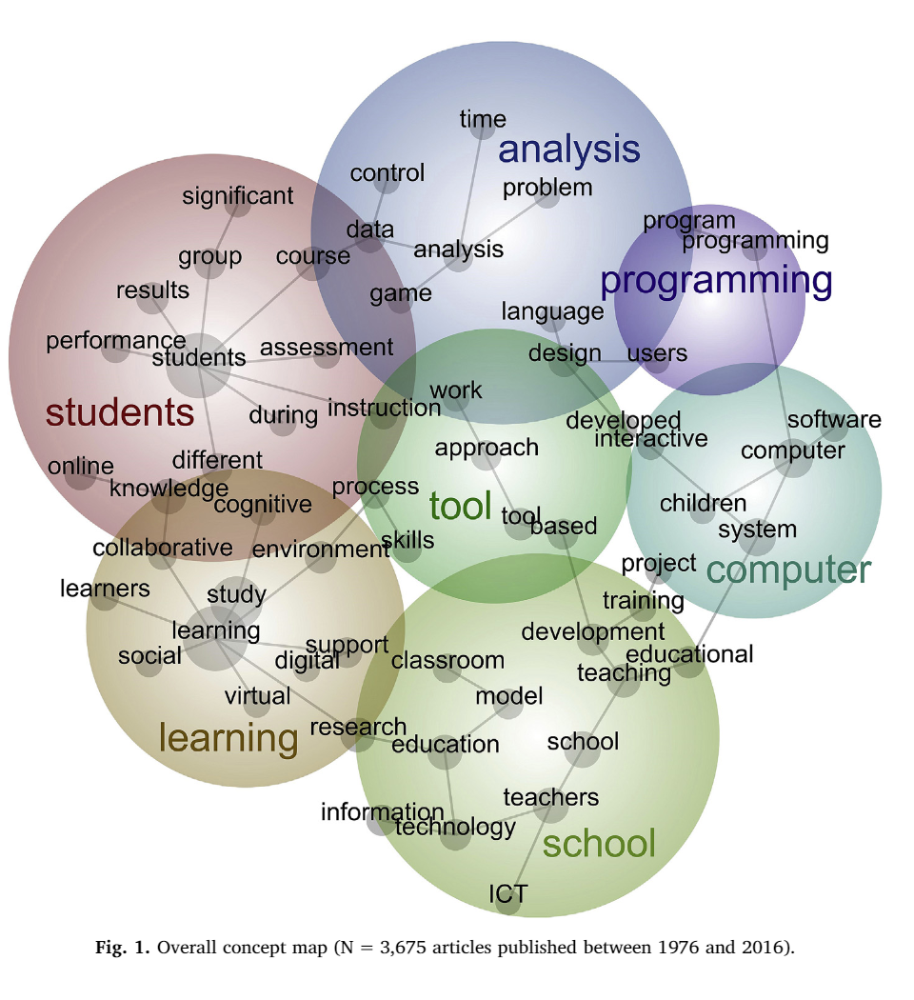 time
analysis
control
problem
significant
program
data
programming
analysis
group
course
programming
results
game
language
performance
assessment
students
design
users
work
students
instruction
during
developed
software
interactive
approach
computer
different
online
knowledge
process
cognitive
tool
children
tool
based
system
skills
collaborative
environment
project
computer
learners
study
training
learning
development
support
social
digital
classroom
educational
teaching
virtual
model
research
learning
education
school
teachers
information
technology
school
ICT
Fig. 1. Overall concept map (N = 3,675 articles published between 1976 and 2016).